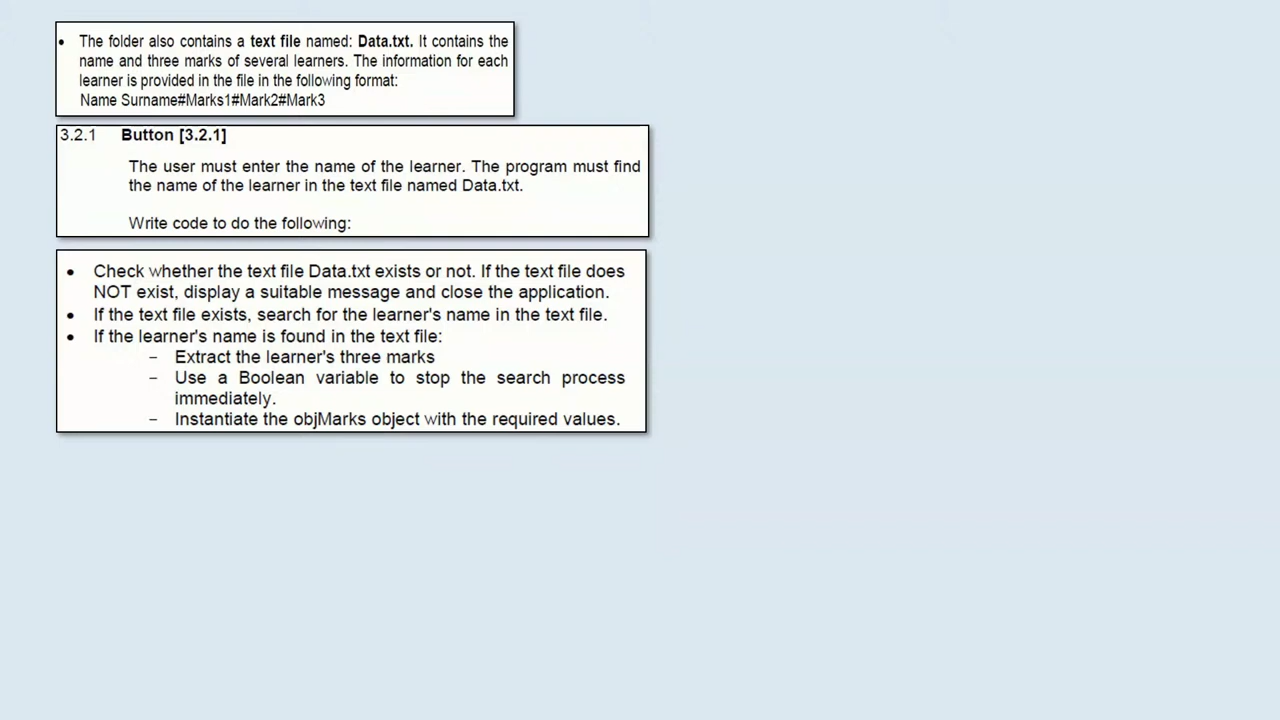 • The folder also contains a text file named: Data.txt. It contains the
name and three marks of several learners. The information for each
learner is provided in the file in the following format:
Name Surname#Marks1#Mark2#Mark3
3.2.1 Button [3.2.1]
The user must enter the name of the learner. The program must find
the name of the learner in the text file named Data.txt.
Write code to do the following:
• Check whether the text file Data.txt exists or not. If the text file does
NOT exist, display a suitable message and close the application.
• If the text file exists, search for the learner's name in the text file.
• If the learner's name is found in the text file:
− Extract the learner's three marks
− Use a Boolean variable to stop the search process
immediately.
− Instantiate the objMarks object with the required values.